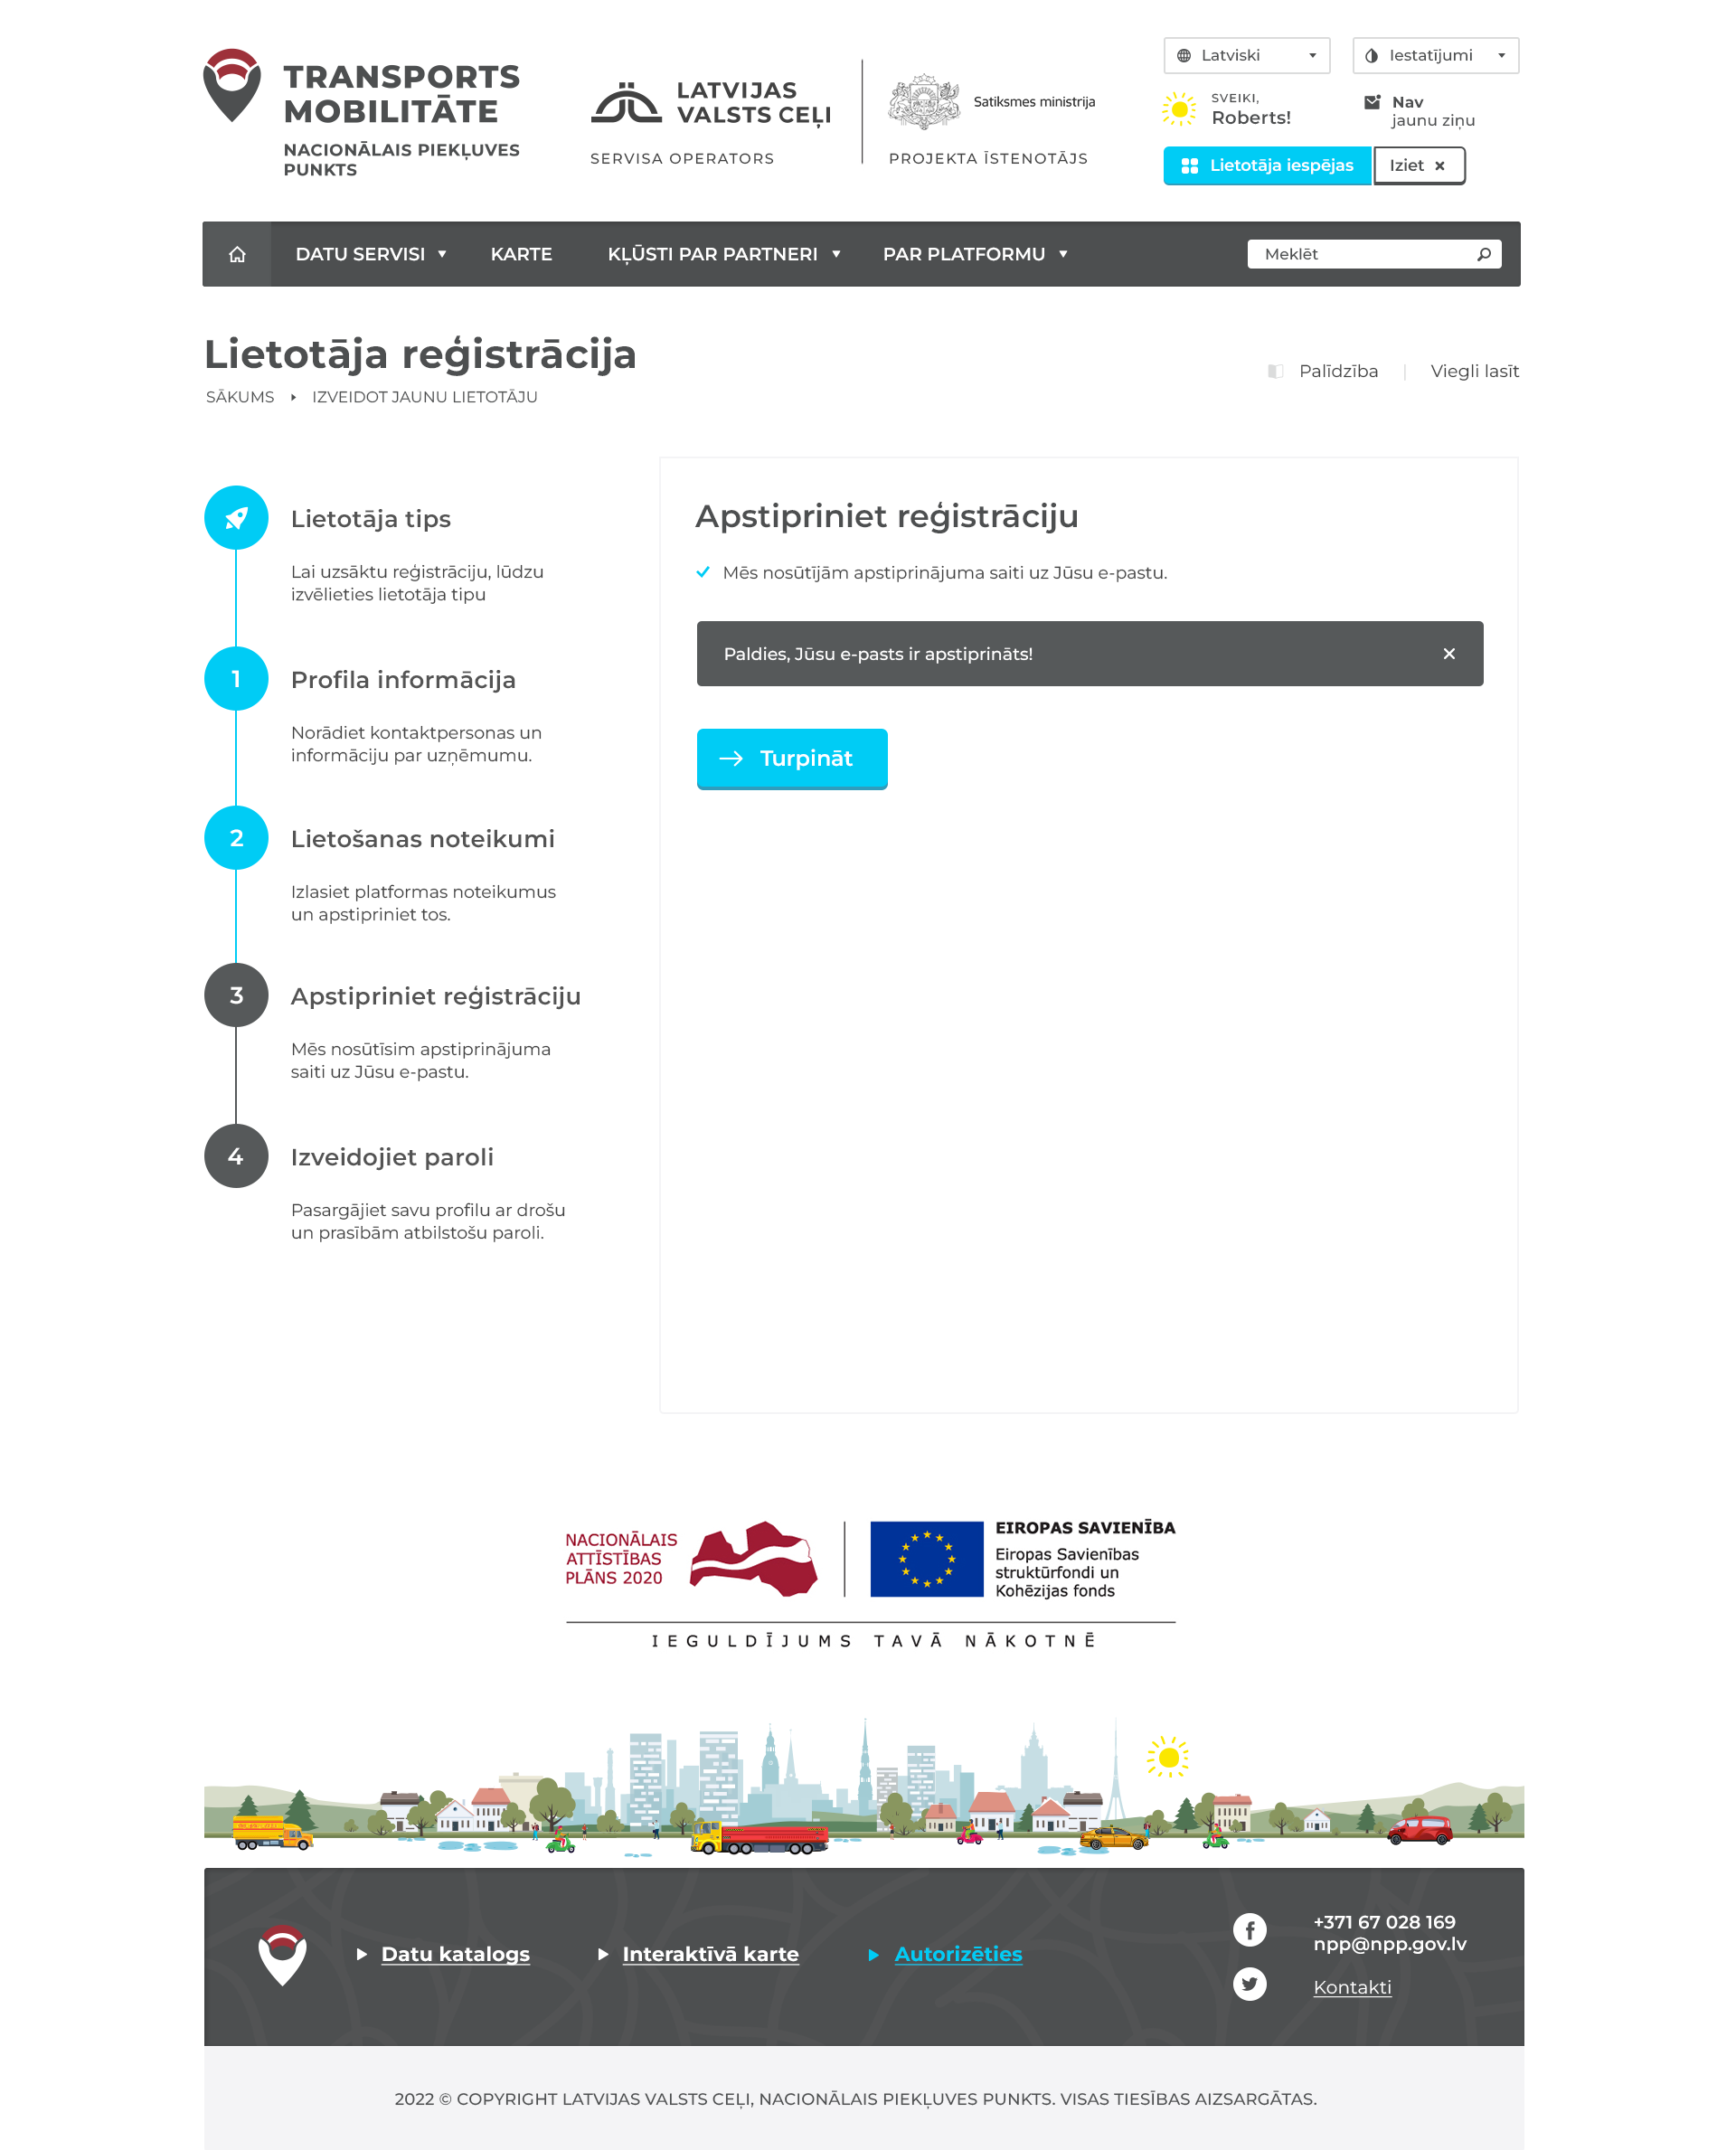 TRANSPORTS
MOBILITĀTE
NACIONĀLAIS PIEKĻUVES
PUNKTS
LATVIJAS
VALSTS CEĻI
SERVISA OPERATORS
Satiksmes ministrija
PROJEKTA ĪSTENOTĀJS
Latviski
Iestatījumi
SVEIKI,
Roberts!
Nav
jaunu ziņu
Lietotāja iespējas
Iziet
DATU SERVISI
KARTE
KĻŪSTI PAR PARTNERI
PAR PLATFORMU
Meklēt
Lietotāja reģistrācija
SĀKUMS
IZVEIDOT JAUNU LIETOTĀJU
Palīdzība
Viegli lasīt
Lietotāja tips
Lai uzsāktu reģistrāciju, lūdzu
izvēlieties lietotāja tipu
1
Profila informācija
Norādiet kontaktpersonas un
informāciju par uzņēmumu.
2
Lietošanas noteikumi
Izlasiet platformas noteikumus
un apstipriniet tos.
3
Apstipriniet reģistrāciju
Mēs nosūtīsim apstiprinājuma
saiti uz Jūsu e-pastu.
4
Izveidojiet paroli
Pasargājiet savu profilu ar drošu
un prasībām atbilstošu paroli.
Apstipriniet reģistrāciju
Mēs nosūtījām apstiprinājuma saiti uz Jūsu e-pastu.
Paldies, Jūsu e-pasts ir apstiprināts!
Turpināt
NACIONĀLAIS
ATTĪSTĪBAS
PLĀNS 2020
EIROPAS SAVIENĪBA
Eiropas Savienības
struktūrfondi un
Kohēzijas fonds
IEGULDĪJUMS TAVĀ NĀKOTNĒ
Datu katalogs
Interaktīvā karte
Autorizēties
+371 67 028 169
npp@npp.gov.lv
Kontakti
2022 © COPYRIGHT LATVIJAS VALSTS CEĻI, NACIONĀLAIS PIEKĻUVES PUNKTS. VISAS TIESĪBAS AIZSARGĀTAS.